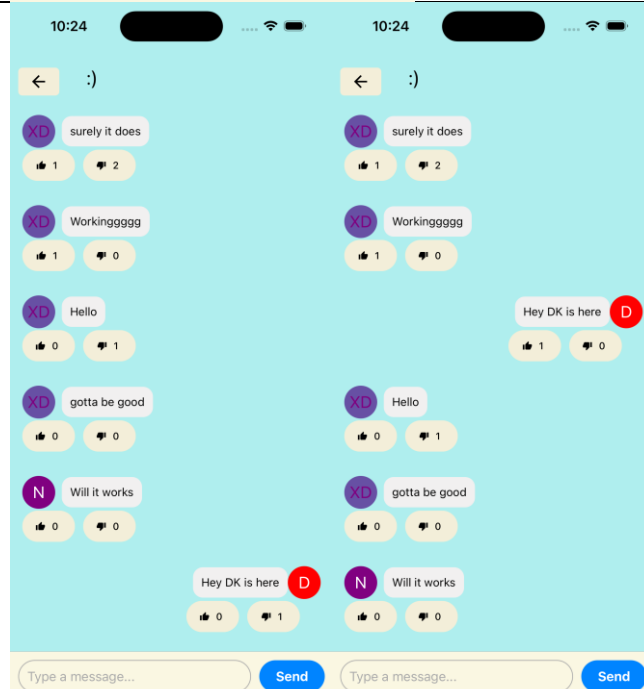 10:24
:)
XD surely it does
1 2
XD Workinggggg
1 0
XD Hello
0 1
XD gotta be good
0 0
N Will it works
0 0
Hey DK is here D
0 1
Type a message... Send
10:24
:)
XD surely it does
1 2
XD Workinggggg
1 0
Hey DK is here D
1 0
XD Hello
0 1
XD gotta be good
0 0
N Will it works
0 0
Type a message... Send